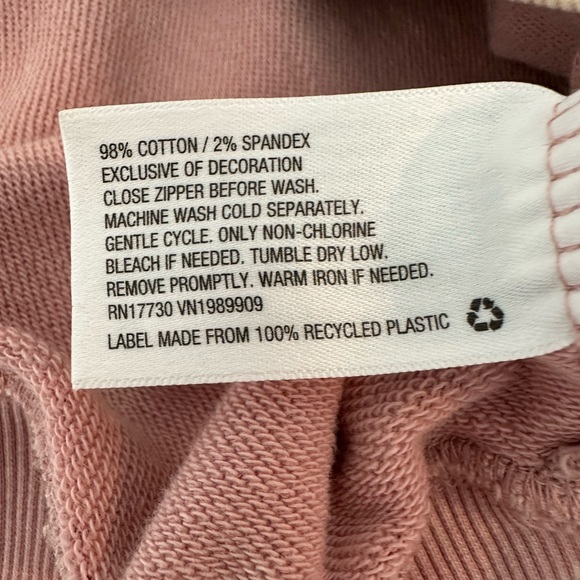 98% COTTON / 2% SPANDEX
EXCLUSIVE OF DECORATION
CLOSE ZIPPER BEFORE WASH.
MACHINE WASH COLD SEPARATELY.
GENTLE CYCLE. ONLY NON-CHLORINE
BLEACH IF NEEDED. TUMBLE DRY LOW.
REMOVE PROMPTLY. WARM IRON IF NEEDED.
RN17730 VN1989909
LABEL MADE FROM 100% RECYCLED PLASTIC